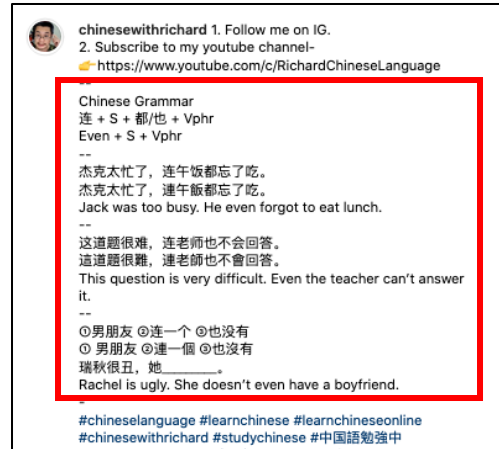 chinesewithrichard 1. Follow me on IG.
2. Subscribe to my youtube channel-
👉https://www.youtube.com/c/RichardChineseLanguage
--
Chinese Grammar
连 + S + 都/也 + Vphr
Even + S + Vphr
--
杰克太忙了，连午饭都忘了吃。
杰克太忙了，連午飯都忘了吃。
Jack was too busy. He even forgot to eat lunch.
--
这道题很难，连老师也不会回答。
這道題很難，連老師也不會回答。
This question is very difficult. Even the teacher can’t answer
it.
--
①男朋友 ②连一个 ③也没有
① 男朋友 ②連一個 ③也沒有
瑞秋很丑，她_______。
Rachel is ugly. She doesn’t even have a boyfriend.
-
#chineselanguage #learnchinese #learnchineseonline
#chinesewithrichard #studychinese #中国語勉強中